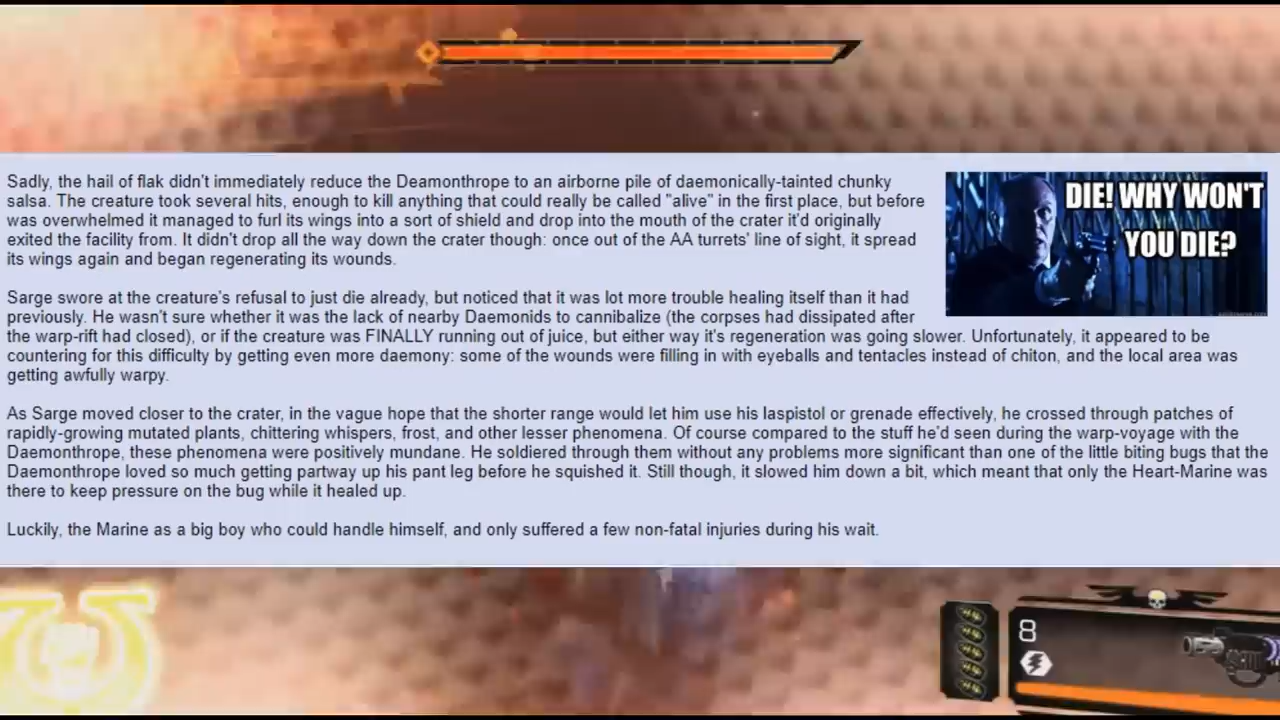 Sadly, the hail of flak didn't immediately reduce the Deamonthrope to an airborne pile of daemonically-tainted chunky
salsa. The creature took several hits, enough to kill anything that could really be called "alive" in the first place, but before
was overwhelmed it managed to furl its wings into a sort of shield and drop into the mouth of the crater it'd originally
exited the facility from. It didn't drop all the way down the crater though: once out of the AA turrets' line of sight, it spread
its wings again and began regenerating its wounds.
DIE! WHY WON'T
YOU DIE?
Sarge swore at the creature's refusal to just die already, but noticed that it was lot more trouble healing itself than it had
previously. He wasn't sure whether it was the lack of nearby Daemonids to cannibalize (the corpses had dissipated after
the warp-rift had closed), or if the creature was FINALLY running out of juice, but either way it's regeneration was going slower. Unfortunately, it appeared to be
countering for this difficulty by getting even more daemony: some of the wounds were filling in with eyeballs and tentacles instead of chiton, and the local area was
getting awfully warpy.
As Sarge moved closer to the crater, in the vague hope that the shorter range would let him use his laspistol or grenade effectively, he crossed through patches of
rapidly-growing mutated plants, chittering whispers, frost, and other lesser phenomena. Of course compared to the stuff he'd seen during the warp-voyage with the
Daemonthrope, these phenomena were positively mundane. He soldiered through them without any problems more significant than one of the little biting bugs that the
Daemonthrope loved so much getting partway up his pant leg before he squished it. Still though, it slowed him down a bit, which meant that only the Heart-Marine was
there to keep pressure on the bug while it healed up.
Luckily, the Marine as a big boy who could handle himself, and only suffered a few non-fatal injuries during his wait.
8